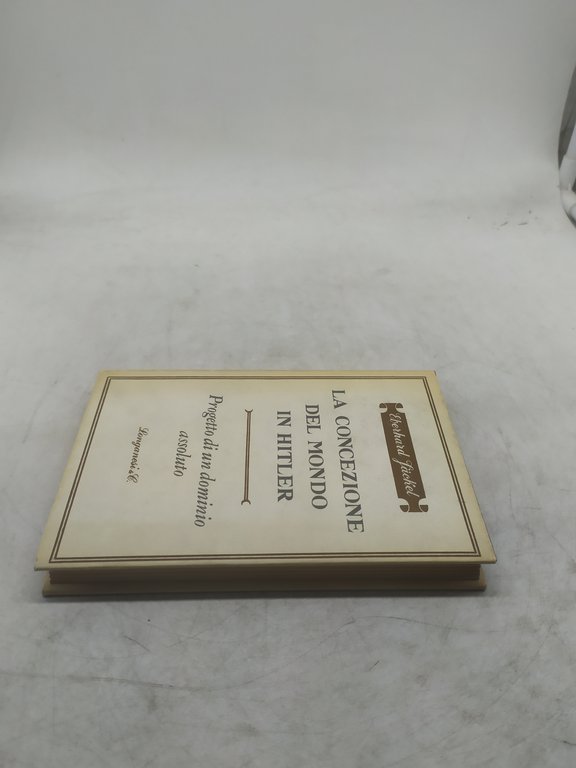 Eberhard Jäckel
LA CONCEZIONE
DEL MONDO
IN HITLER
Progetto di un dominio
assoluto
Longanesi & C.